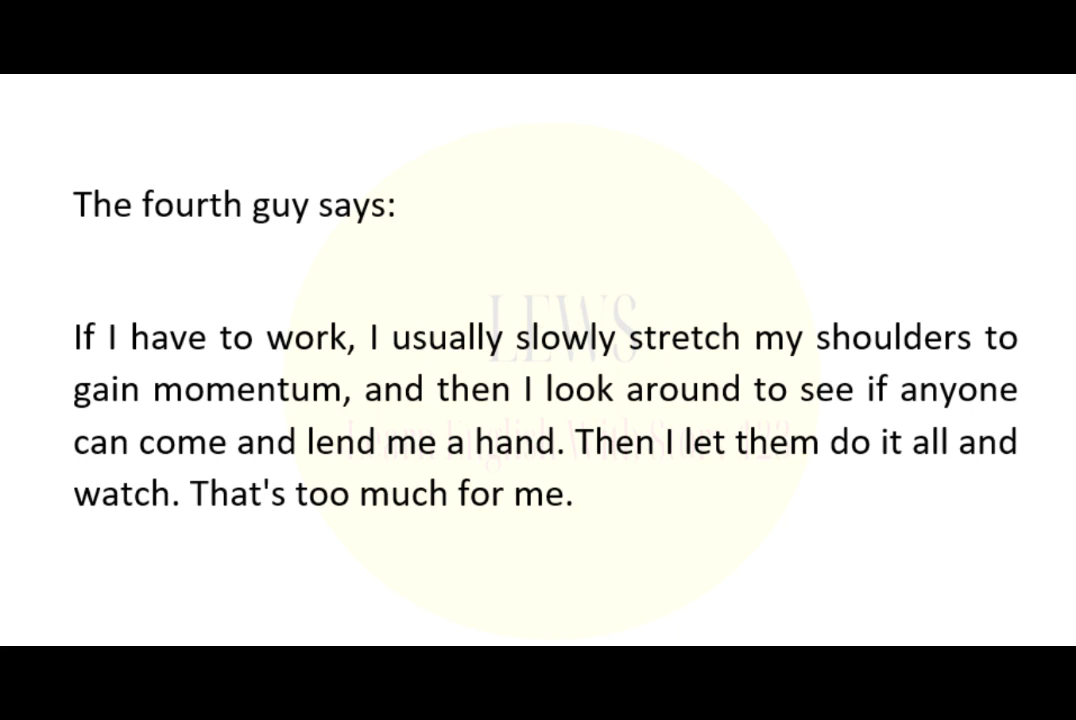 The fourth guy says:
If I have to work, I usually slowly stretch my shoulders to
gain momentum, and then I look around to see if anyone
can come and lend me a hand. Then I let them do it all and
watch. That's too much for me.
LEWS